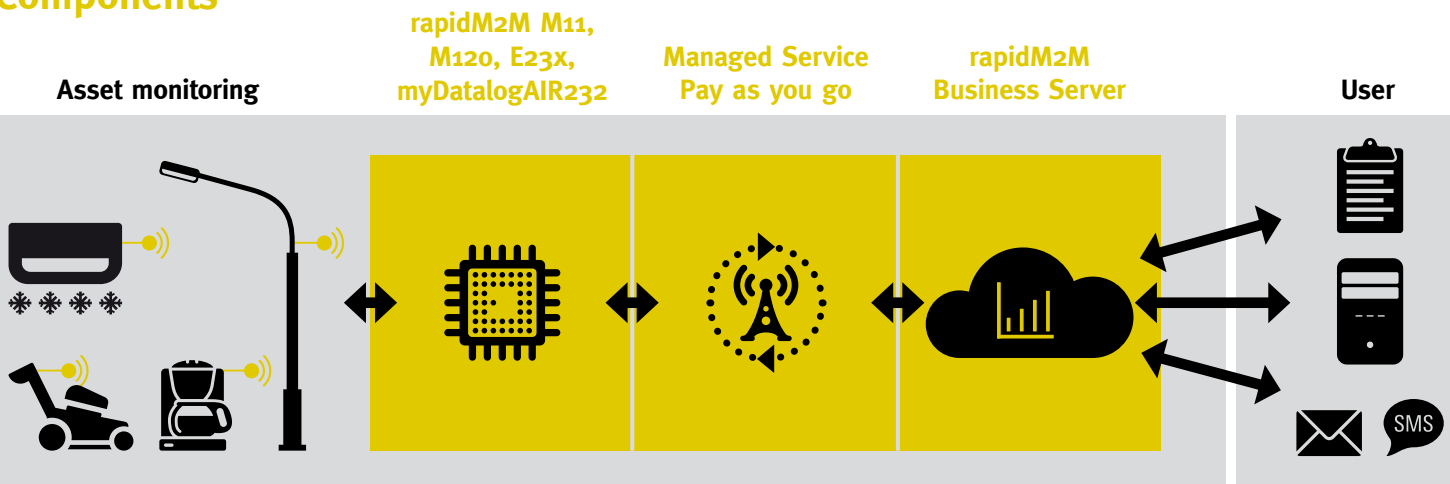 Components
rapidM2M M11,
M120, E23x,
myDatalogAIR232
Managed Service
Pay as you go
rapidM2M
Business Server
Asset monitoring
User
SMS